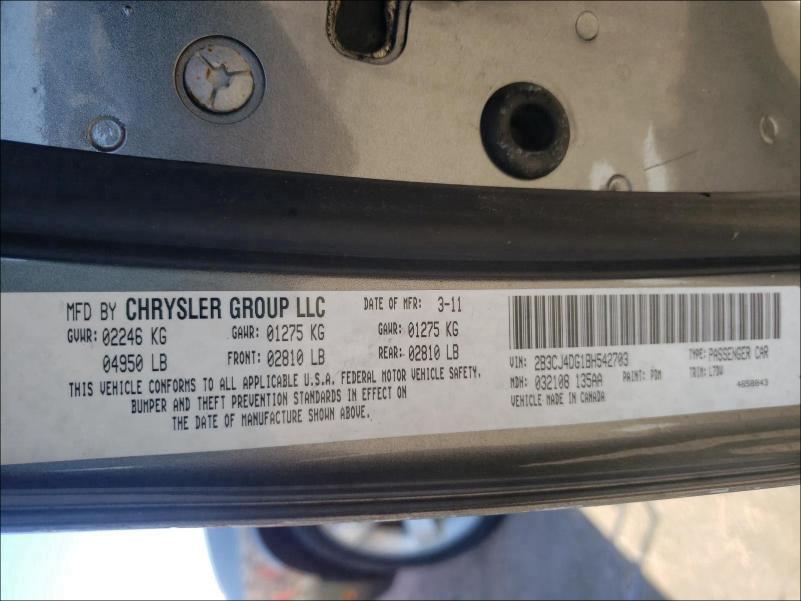 MFD BY CHRYSLER GROUP LLC DATE OF MFR: 3-11
GVWR: 02246 KG GAWR: 01275 KG GAWR: 01275 KG
04950 LB FRONT: 02810 LB REAR: 02810 LB
THIS VEHICLE CONFORMS TO ALL APPLICABLE U.S.A. FEDERAL MOTOR VEHICLE SAFETY,
BUMPER AND THEFT PREVENTION STANDARDS IN EFFECT ON
THE DATE OF MANUFACTURE SHOWN ABOVE.
VIN: 2B3CJ4DG1BH542703 TYPE: PASSENGER CAR
MDH: 032108 135AA PAINT: PDM TRIM: L7DV
VEHICLE MADE IN CANADA 4658843